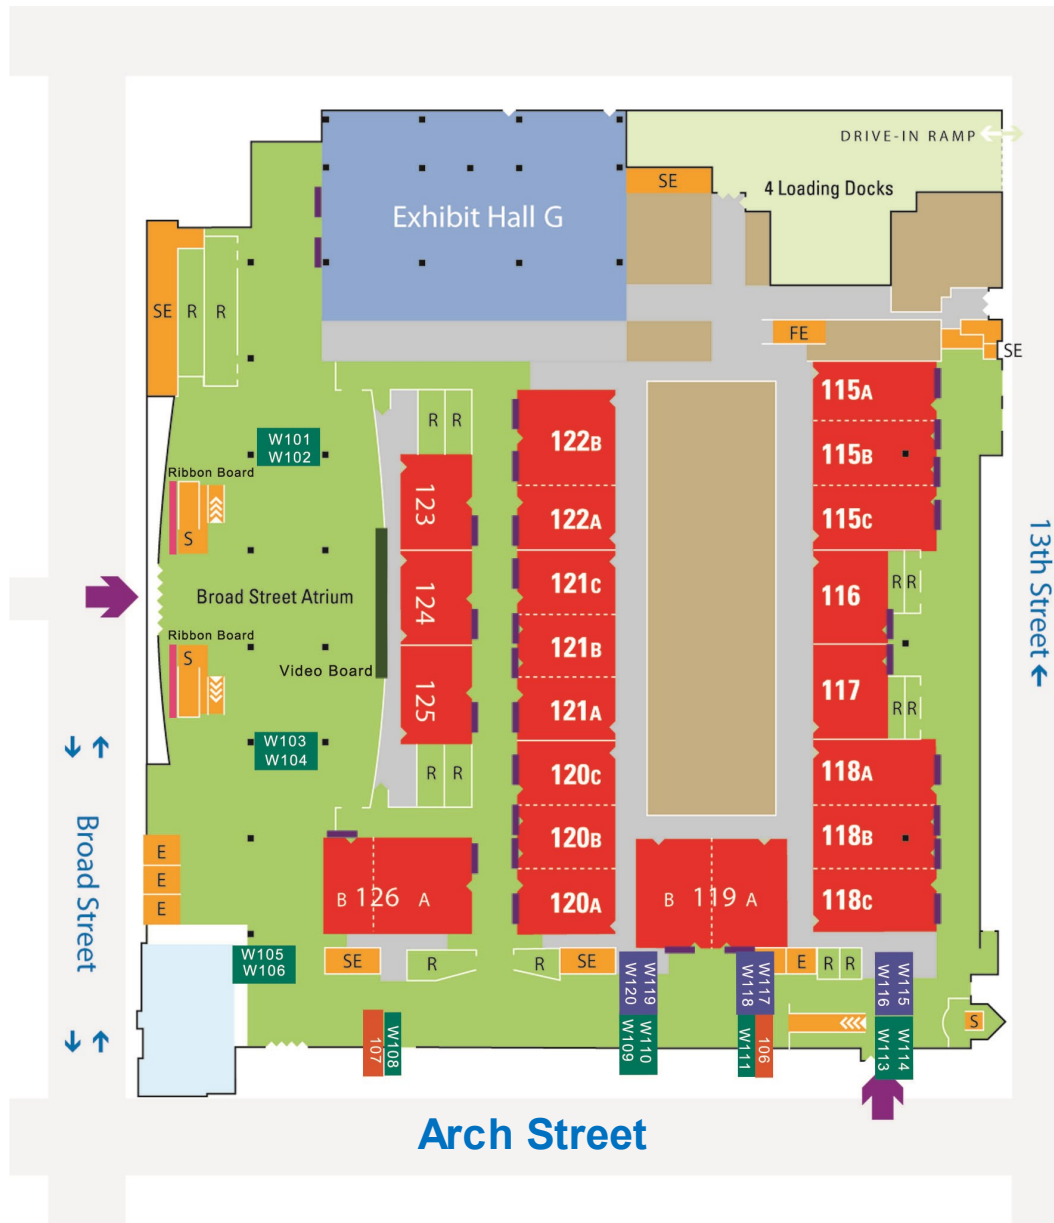 DRIVE-IN RAMP
SE
4 Loading Docks
Exhibit Hall G
SE
R
R
FE
SE
115A
R
R
122B
W101
W102
115B
Ribbon Board
123
122A
115C
S
13th Street
121C
116
R
R
Broad Street Atrium
124
Ribbon Board
S
121B
Video Board
125
121A
117
R
R
W103
W104
R
R
120C
118A
Broad Street
E
E
E
120B
118B
B
126
A
120A
B
119
A
118C
W105
W106
SE
R
R
SE
W119
W120
W117
W118
E
R
R
W115
W116
107
W108
W110
W109
W111
106
W114
W113
S
Arch Street